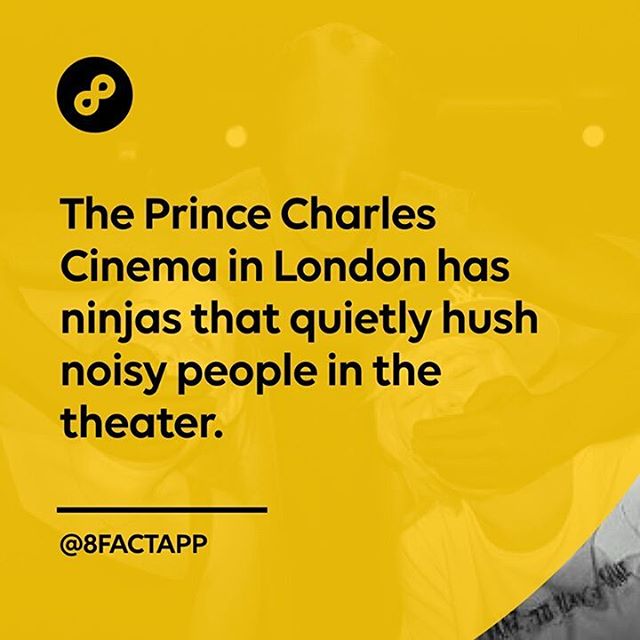 The Prince Charles
Cinema in London has
ninjas that quietly hush
noisy people in the
theater.
@8FACTAPP